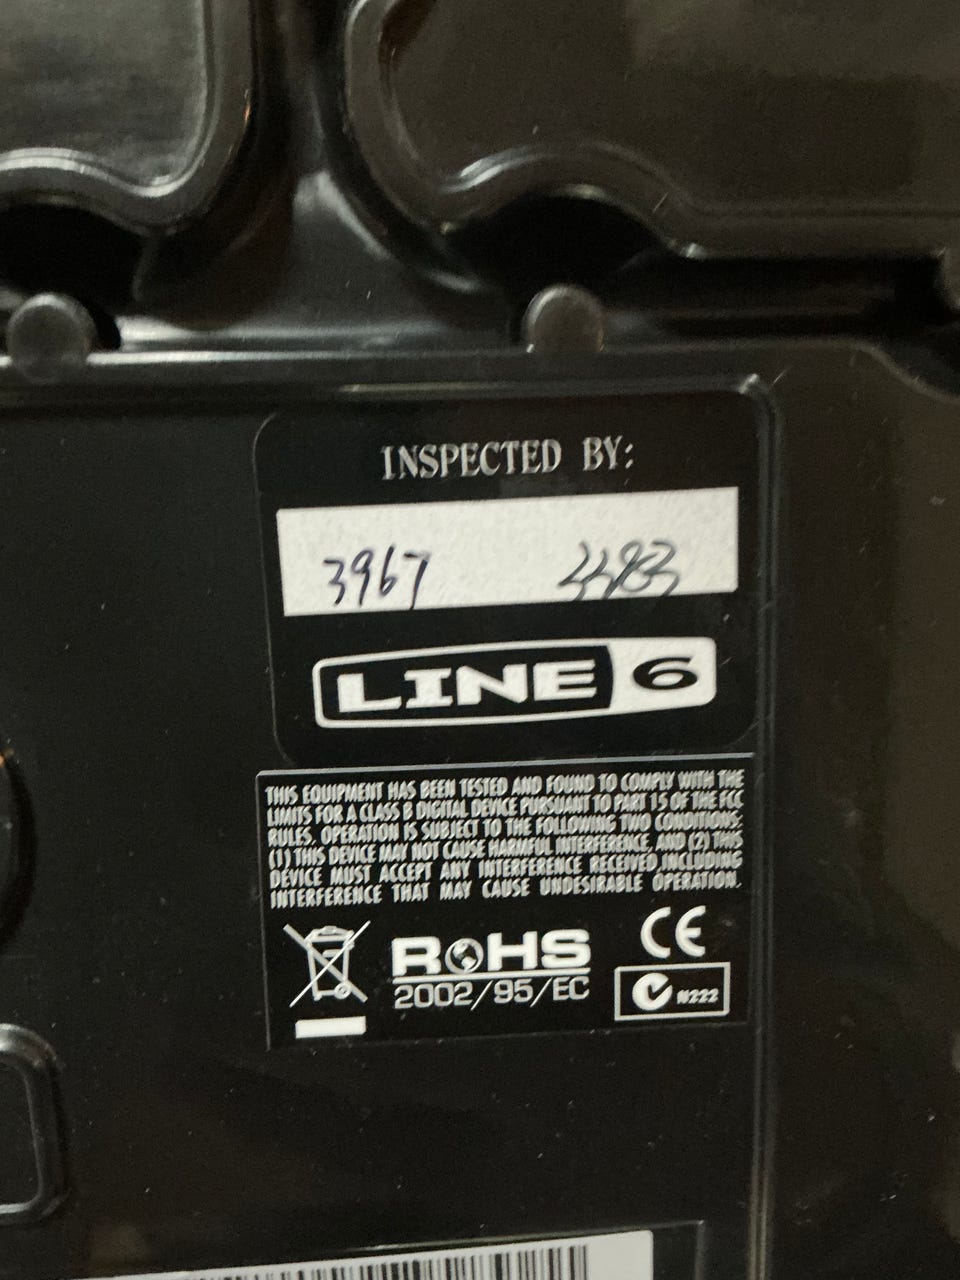 INSPECTED BY:
3967
LINE 6
THIS EQUIPMENT HAS BEEN TESTED AND FOUND TO COMPLY WITH THE
LIMITS FOR A CLASS B DIGITAL DEVICE PURSUANT TO PART 15 OF THE FCC
RULES. OPERATION IS SUBJECT TO THE FOLLOWING TWO CONDITIONS:
(1) THIS DEVICE MAY NOT CAUSE HARMFUL INTERFERENCE, AND (2) THIS
DEVICE MUST ACCEPT ANY INTERFERENCE RECEIVED,INCLUDING
INTERFERENCE THAT MAY CAUSE UNDESIRABLE OPERATION.
RoHS
2002/95/EC
CE
N222